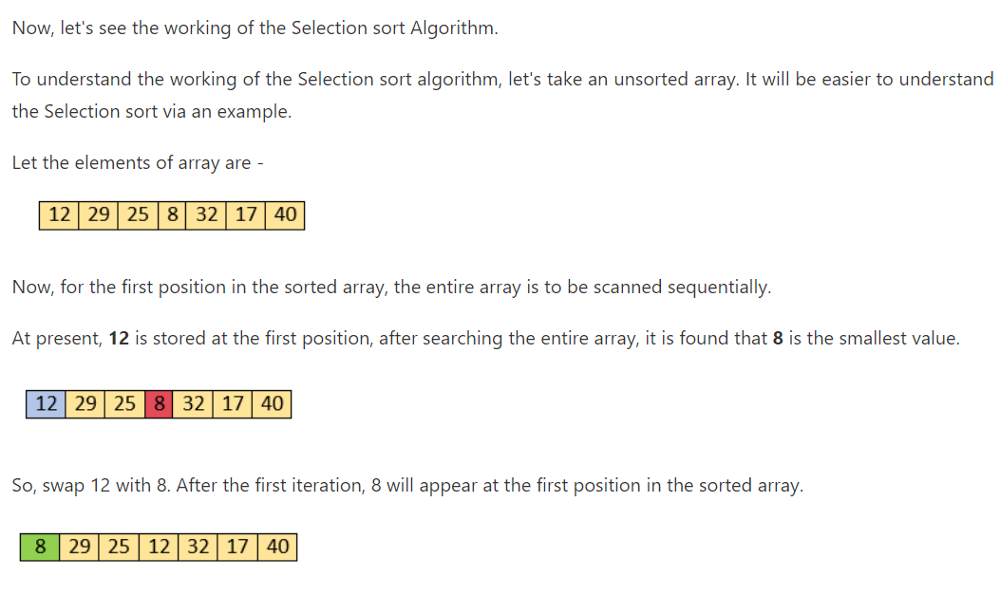 Now, let's see the working of the Selection sort Algorithm.
To understand the working of the Selection sort algorithm, let's take an unsorted array. It will be easier to understand
the Selection sort via an example.
Let the elements of array are -
12 29 25 8 32 17 40
Now, for the first position in the sorted array, the entire array is to be scanned sequentially.
At present, 12 is stored at the first position, after searching the entire array, it is found that 8 is the smallest value.
12 29 25 8 32 17 40
So, swap 12 with 8. After the first iteration, 8 will appear at the first position in the sorted array.
8 29 25 12 32 17 40